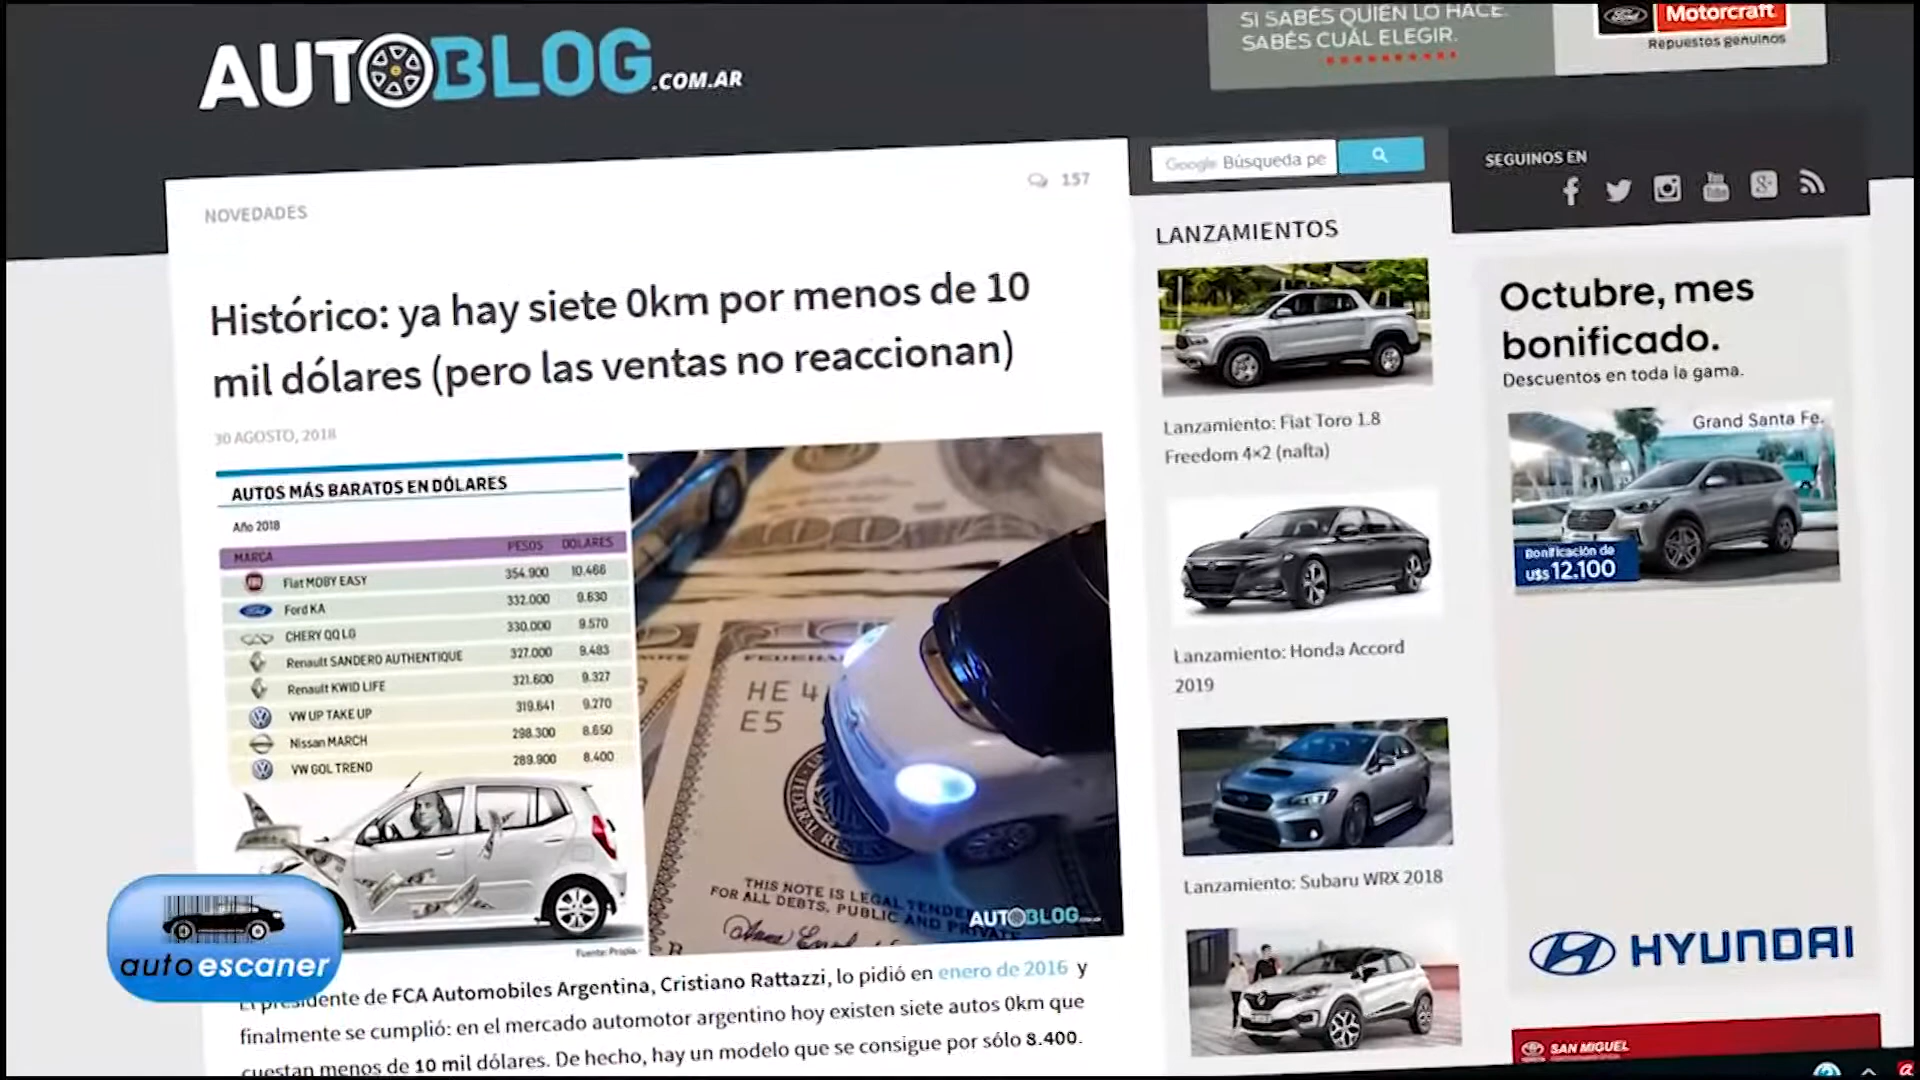 AUTOBLOG.COM.AR
SI SABÉS QUIÉN LO HACE
SABÉS CUÁL ELEGIR.
Ford
Motorcraft
Repuestos genuinos
NOVEDADES
157
Histórico: ya hay siete 0km por menos de 10
mil dólares (pero las ventas no reaccionan)
30 AGOSTO, 2018
AUTOS MÁS BARATOS EN DÓLARES
Año 2018
MARCA PESOS DÓLARES
Fiat MOBY EASY 354.900 10.466
Ford KA 332.000 9.630
CHERY QQ LG 330.000 9.570
Renault SANDERO AUTHENTIQUE 327.000 9.483
Renault KWID LIFE 321.600 9.327
VW UP TAKE UP 319.641 9.270
Nissan MARCH 298.300 8.650
VW GOL TREND 289.900 8.400
Fuente: Propia.
HE 4
E5
THIS NOTE IS LEGAL TENDER
FOR ALL DEBTS, PUBLIC AND PRIVATE
AUTOBLOG
auto escaner
El presidente de FCA Automobiles Argentina, Cristiano Rattazzi, lo pidió en enero de 2016 y
finalmente se cumplió: en el mercado automotor argentino hoy existen siete autos 0km que
cuestan menos de 10 mil dólares. De hecho, hay un modelo que se consigue por sólo 8.400.
Google Búsqueda pe
LANZAMIENTOS
Lanzamiento: Fiat Toro 1.8
Freedom 4×2 (nafta)
Lanzamiento: Honda Accord
2019
Lanzamiento: Subaru WRX 2018
SEGUINOS EN
You
Tube
Octubre, mes
bonificado.
Descuentos en toda la gama.
Grand Santa Fe.
Bonificación de
U$S 12.100
HYUNDAI
SAN MIGUEL